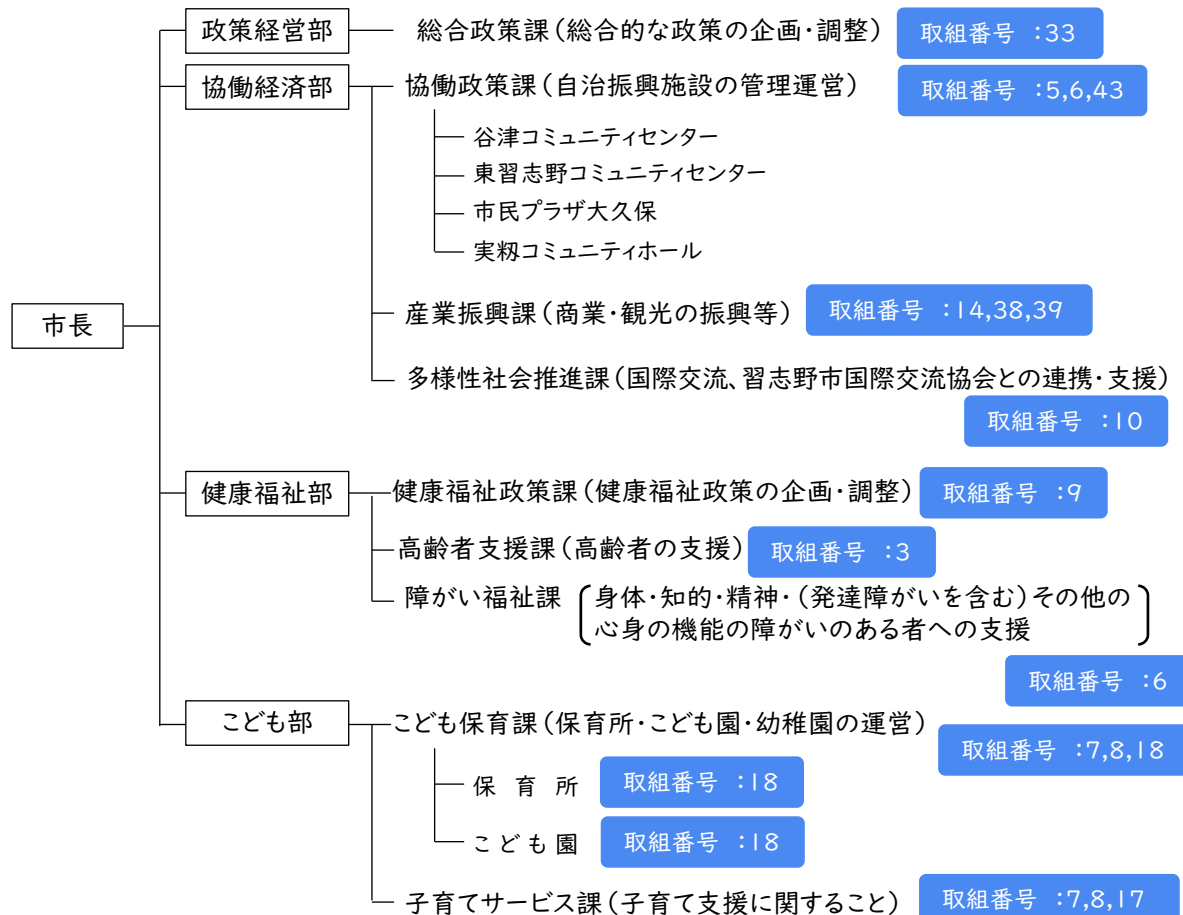 政策経営部 総合政策課(総合的な政策の企画・調整) 取組番号 :33
協働経済部 協働政策課(自治振興施設の管理運営) 取組番号 :5,6,43
谷津コミュニティセンター
東習志野コミュニティセンター
市民プラザ大久保
実籾コミュニティホール
市長
産業振興課(商業・観光の振興等) 取組番号 :14,38,39
多様性社会推進課(国際交流、習志野市国際交流協会との連携・支援)
取組番号 :10
健康福祉部 健康福祉政策課(健康福祉政策の企画・調整) 取組番号 :9
高齢者支援課(高齢者の支援) 取組番号 :3
障がい福祉課 身体・知的・精神・(発達障がいを含む)その他の
心身の機能の障がいのある者への支援
取組番号 :6
こども部 こども保育課(保育所・こども園・幼稚園の運営)
取組番号 :7,8,18
保育所 取組番号 :18
こども園 取組番号 :18
子育てサービス課(子育て支援に関すること) 取組番号 :7,8,17